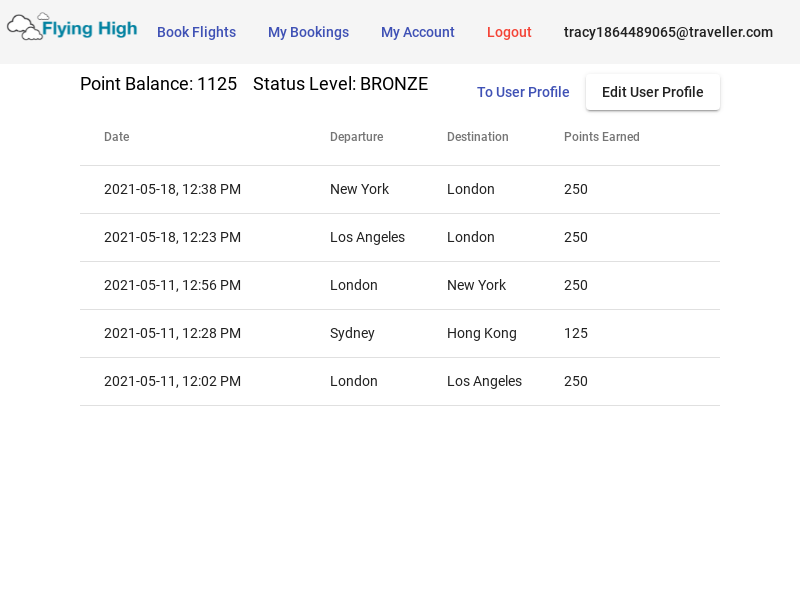 Flying High Book Flights My Bookings My Account Logout tracy1864489065@traveller.com
Point Balance: 1125 Status Level: BRONZE To User Profile Edit User Profile
Date Departure Destination Points Earned
2021-05-18, 12:38 PM New York London 250
2021-05-18, 12:23 PM Los Angeles London 250
2021-05-11, 12:56 PM London New York 250
2021-05-11, 12:28 PM Sydney Hong Kong 125
2021-05-11, 12:02 PM London Los Angeles 250